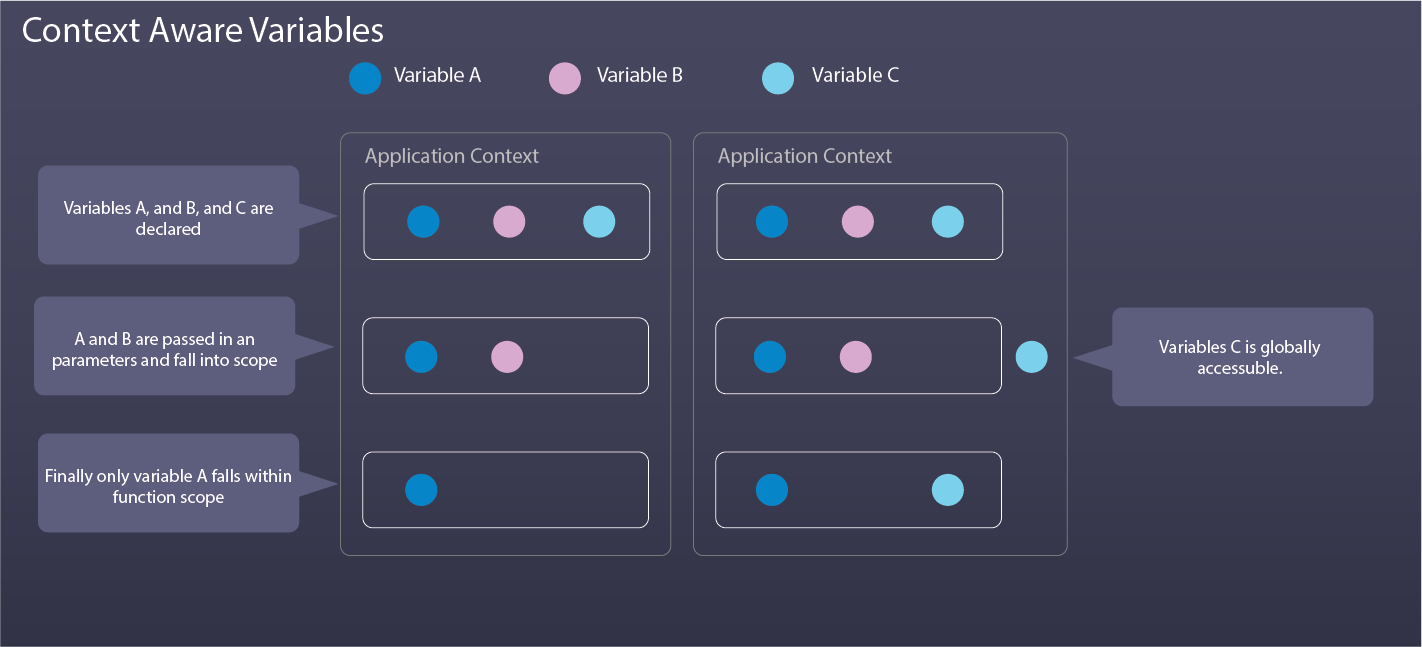 Context Aware Variables
Variable A
Variable B
Variable C
Application Context
Application Context
Variables A, and B, and C are
declared
A and B are passed in an
parameters and fall into scope
Variables C is globally
accessuble.
Finally only variable A falls within
function scope